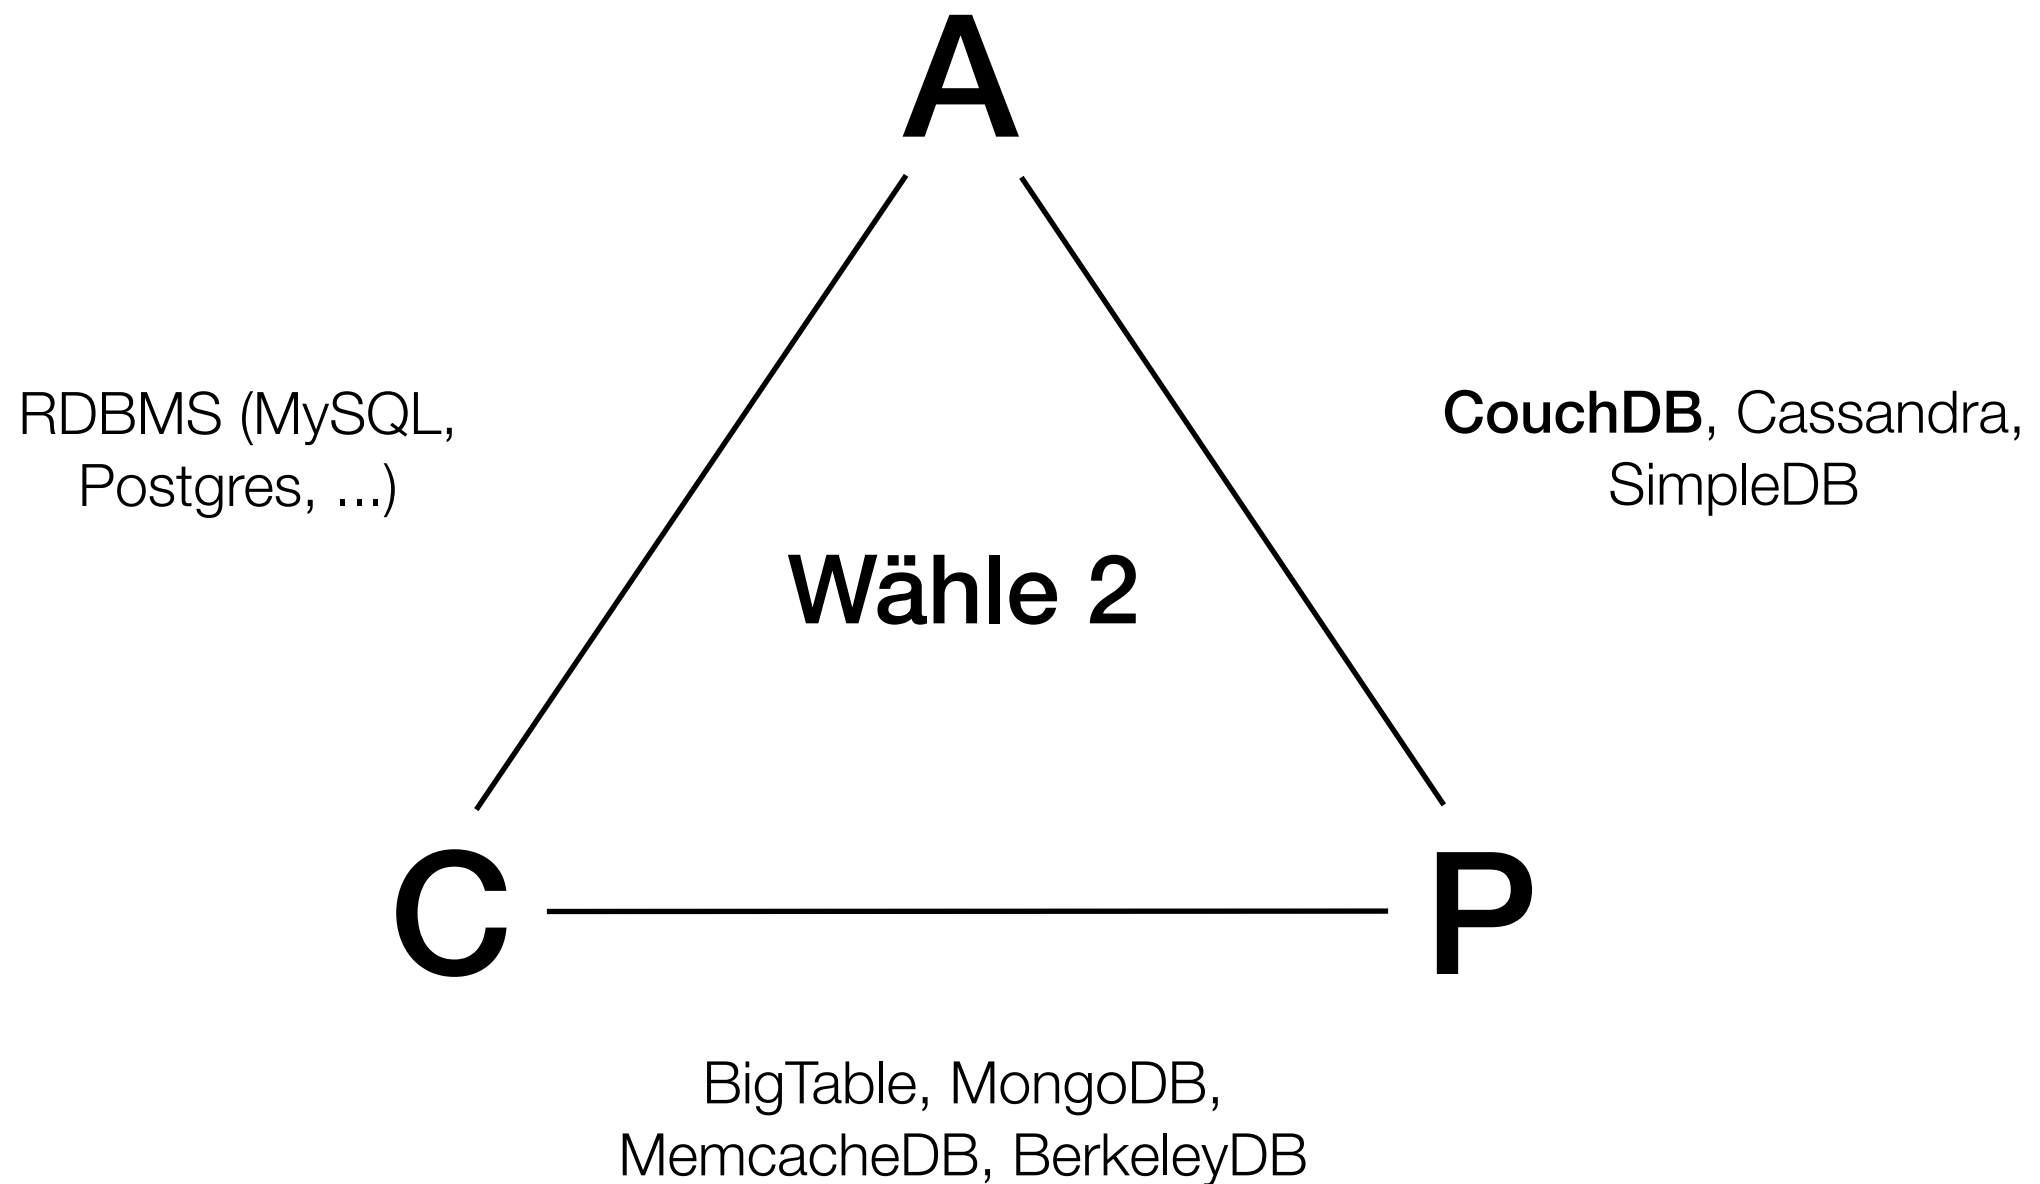 A
RDBMS (MySQL,
Postgres, ...)
CouchDB, Cassandra,
SimpleDB
Wähle 2
C
P
BigTable, MongoDB,
MemcacheDB, BerkeleyDB